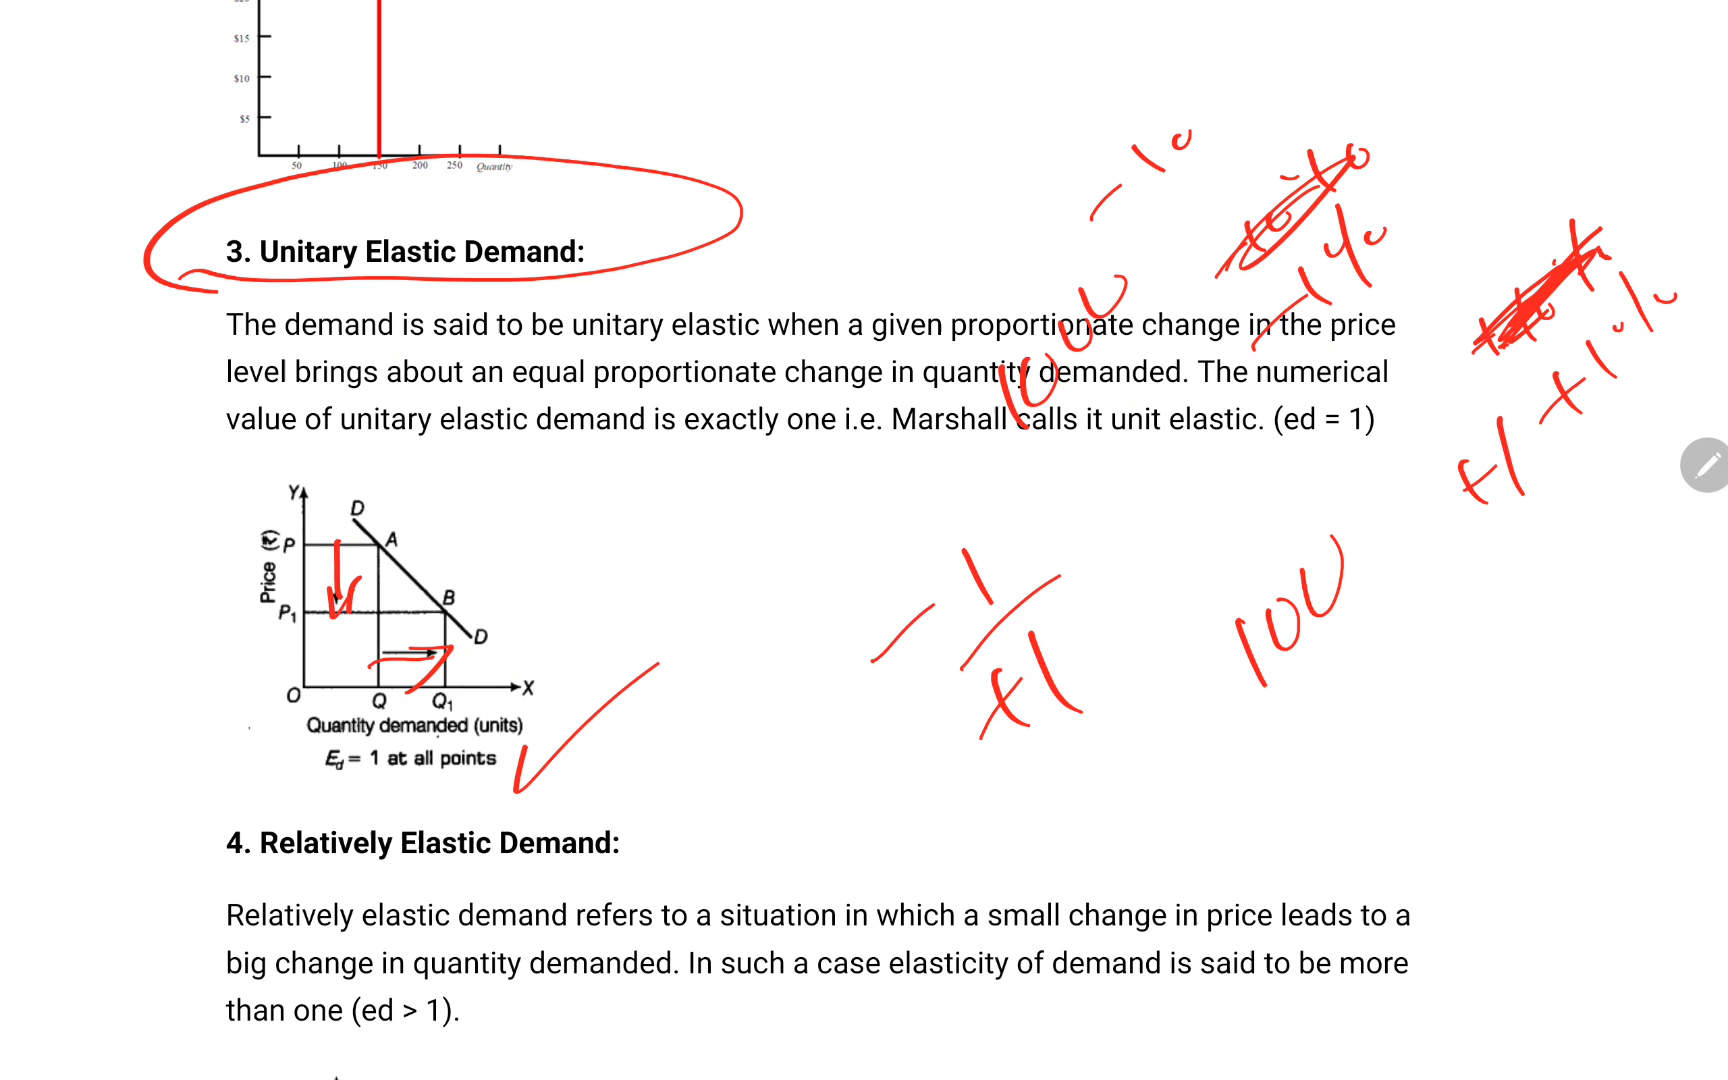 $15
$10
$5
50 100 150 200 250 Quantity
3. Unitary Elastic Demand:
The demand is said to be unitary elastic when a given proportionate change in the price
level brings about an equal proportionate change in quantity demanded. The numerical
value of unitary elastic demand is exactly one i.e. Marshall calls it unit elastic. (ed = 1)
-10
-1%
1000
+1%
+1
Y
D
A
Price (₹)
P
B
P1
D
O
Q
Q1
X
Quantity demanded (units)
Ed = 1 at all points
-1
+1
100
4. Relatively Elastic Demand:
Relatively elastic demand refers to a situation in which a small change in price leads to a
big change in quantity demanded. In such a case elasticity of demand is said to be more
than one (ed > 1).